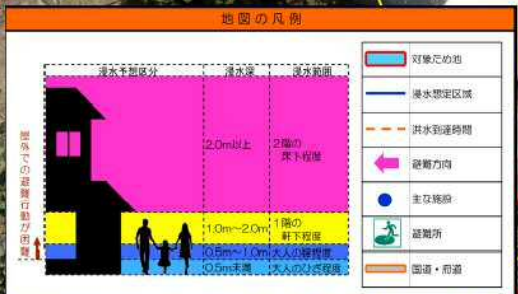 地図の凡例
浸水予想区分
浸水深
浸水範囲
2.0m以上
2階の
床下程度
1.0m～2.0m
1階の
軒下程度
0.5m～1.0m
大人の腰程度
0.5m未満
大人のひざ程度
屋外での避難行動が困難
対象ため池
浸水想定区域
洪水到達時間
避難方向
主な施設
避難所
国道・府道